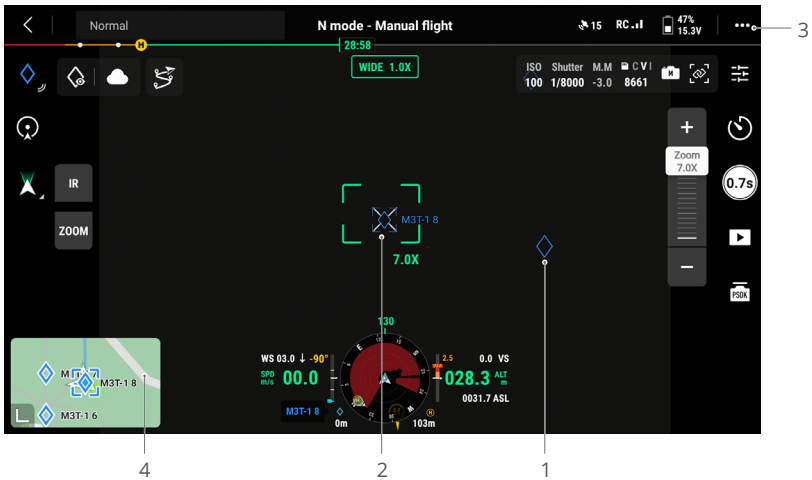 Normal
N mode - Manual flight
15
RC
47%
15.3V
3
H
28:58
WIDE 1.0X
ISO Shutter M.M C V I
100 1/8000 -3.0 8661
M
+
Zoom
7.0X
IR
ZOOM
0.7s
M3T-1 8
7.0X
PSDK
130
WS 03.0 ↓ -90°
2.5 0.0 VS
SPD
m/s
00.0
028.3 ALT
m
0031.7 ASL
E
S
W
M3T-1 8
0m
H
103m
M3T-1 8
M3T-1 6
4
2
1